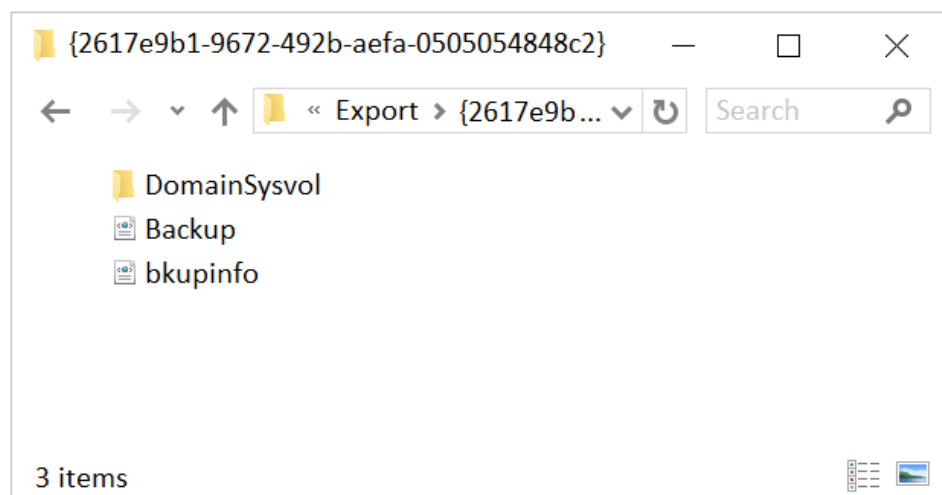 {2617e9b1-9672-492b-aefa-0505054848c2}
« Export > {2617e9b... Search
DomainSysvol
Backup
bkupinfo
3 items